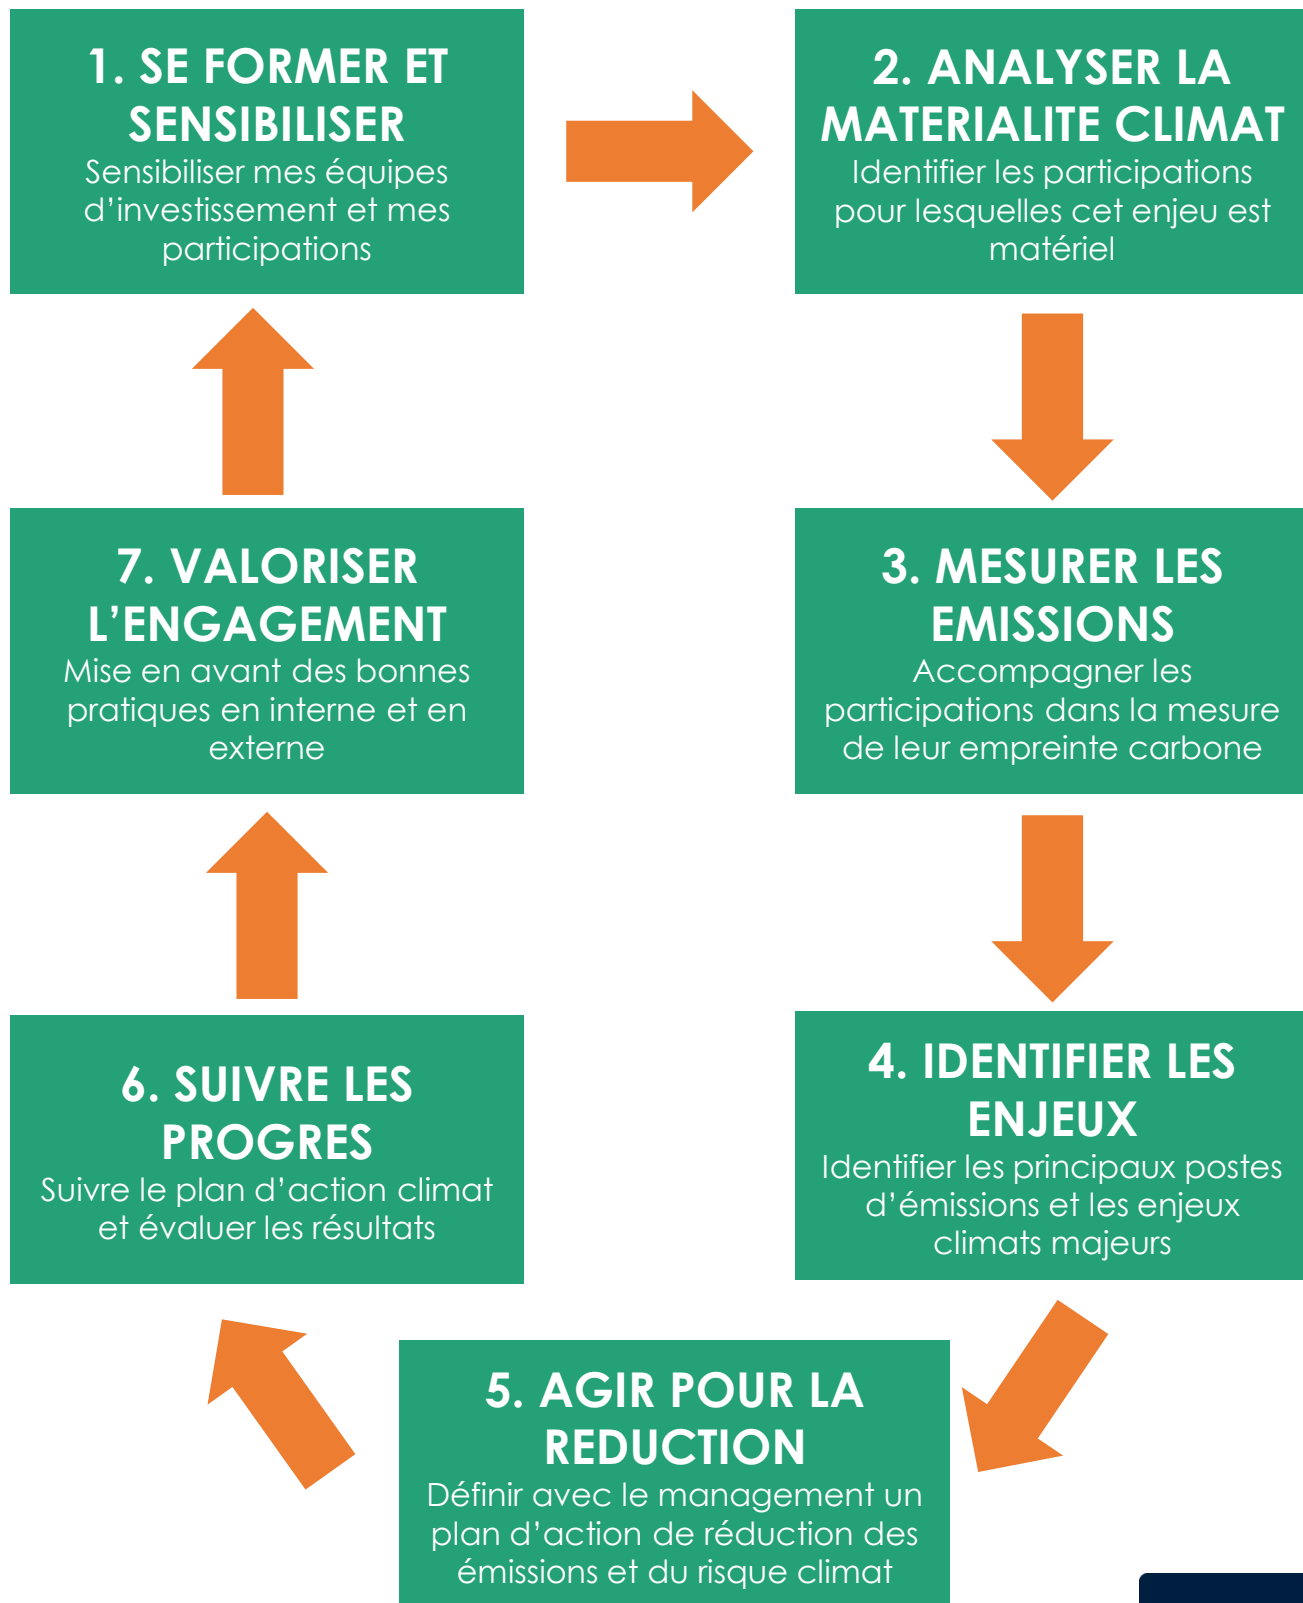 1. SE FORMER ET
SENSIBILISER
Sensibiliser mes équipes
d’investissement et mes
participations
2. ANALYSER LA
MATERIALITE CLIMAT
Identifier les participations
pour lesquelles cet enjeu est
matériel
3. MESURER LES
EMISSIONS
Accompagner les
participations dans la mesure
de leur empreinte carbone
4. IDENTIFIER LES
ENJEUX
Identifier les principaux postes
d’émissions et les enjeux
climats majeurs
5. AGIR POUR LA
REDUCTION
Définir avec le management un
plan d’action de réduction des
émissions et du risque climat
6. SUIVRE LES
PROGRES
Suivre le plan d’action climat
et évaluer les résultats
7. VALORISER
L’ENGAGEMENT
Mise en avant des bonnes
pratiques en interne et en
externe